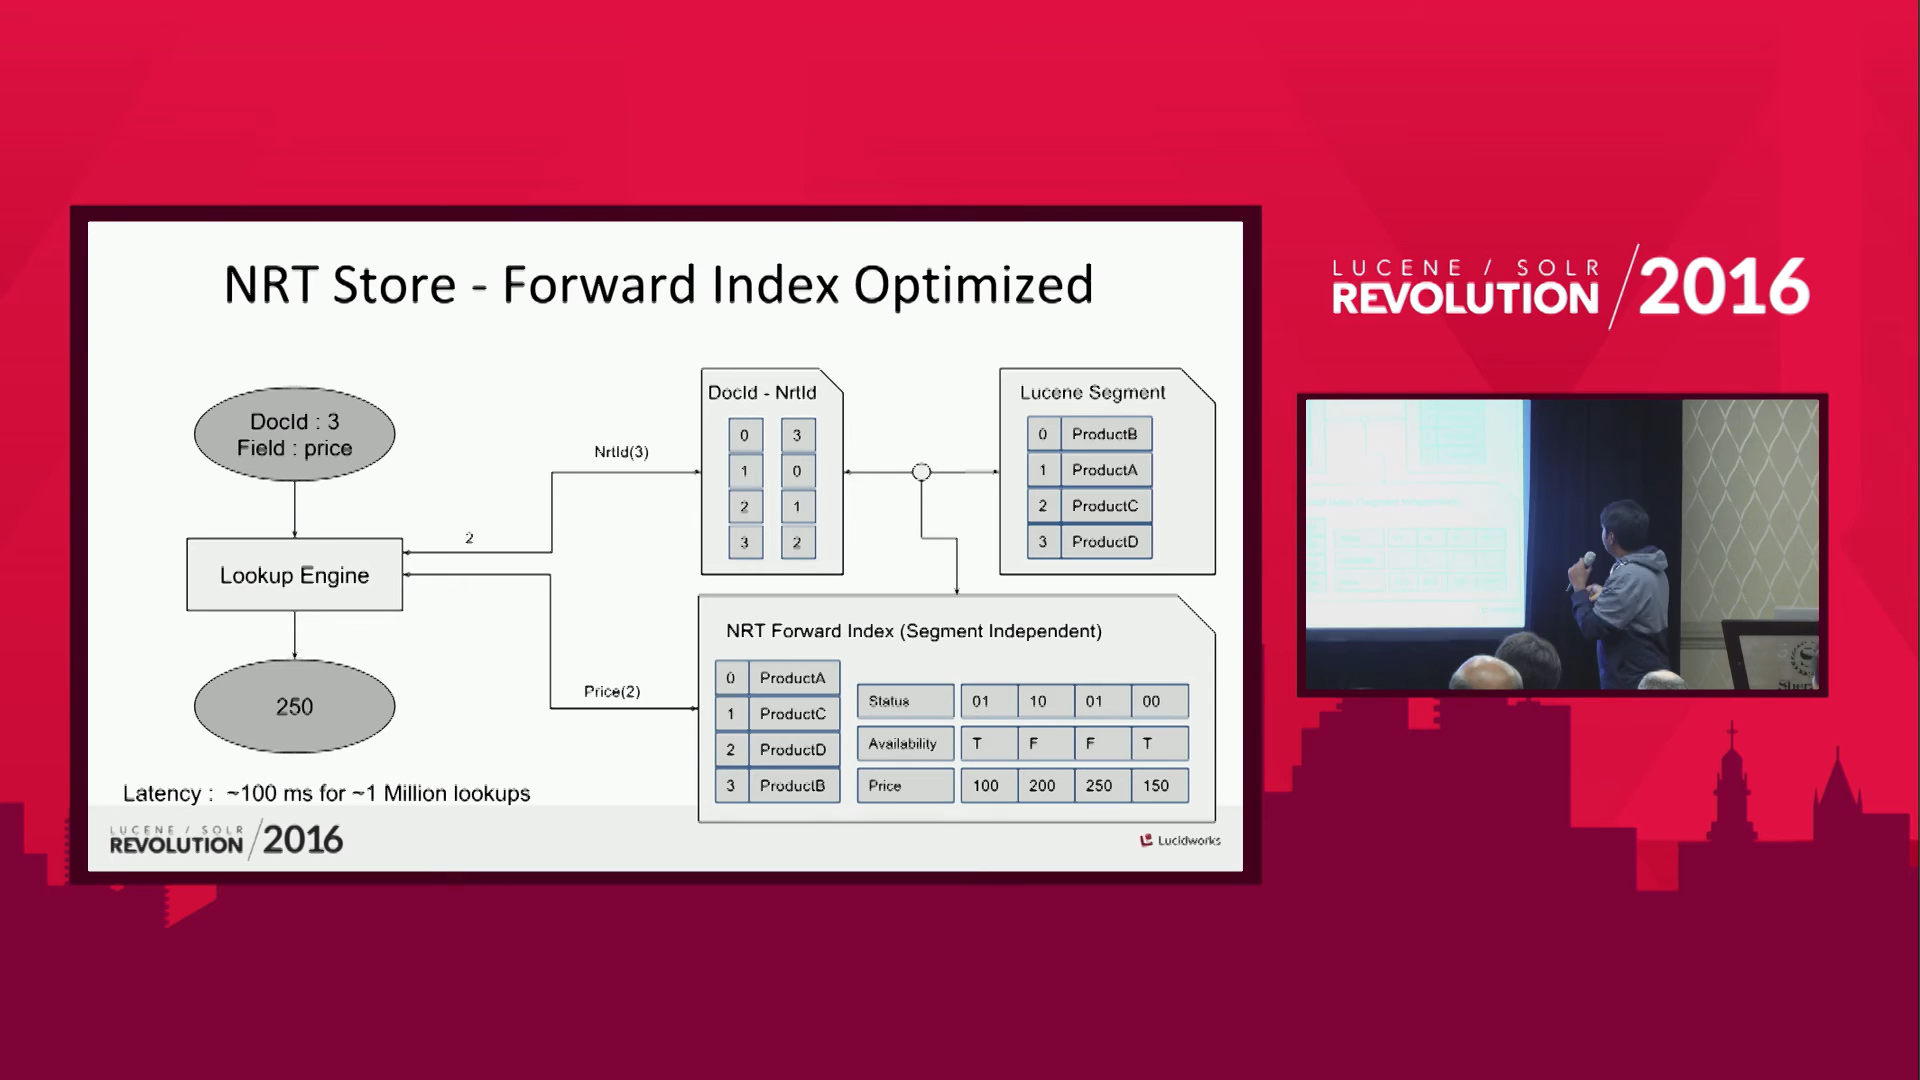 NRT Store - Forward Index Optimized
DocId : 3
Field : price
Lookup Engine
250
Latency : ~100 ms for ~1 Million lookups
NrtId(3)
2
Price(2)
DocId - NrtId
0 3
1 0
2 1
3 2
Lucene Segment
0 ProductB
1 ProductA
2 ProductC
3 ProductD
NRT Forward Index (Segment Independent)
0 ProductA
1 ProductC
2 ProductD
3 ProductB
Status 01 10 01 00
Availability T F F T
Price 100 200 250 150
LUCENE / SOLR
REVOLUTION / 2016
Lucidworks
LUCENE / SOLR
REVOLUTION / 2016